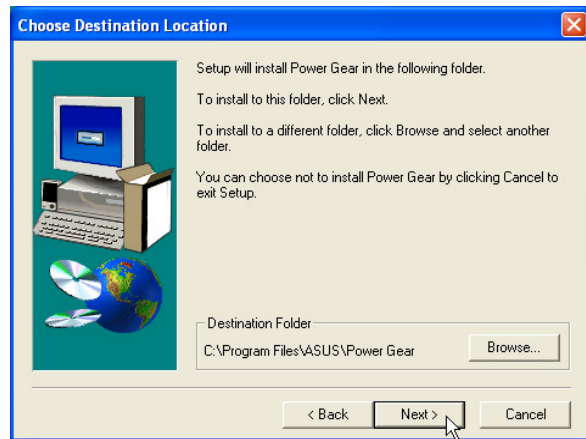 Choose Destination Location
Setup will install Power Gear in the following folder.
To install to this folder, click Next.
To install to a different folder, click Browse and select another
folder.
You can choose not to install Power Gear by clicking Cancel to
exit Setup.
Destination Folder
C:\Program Files\ASUS\Power Gear
Browse...
< Back
Next >
Cancel